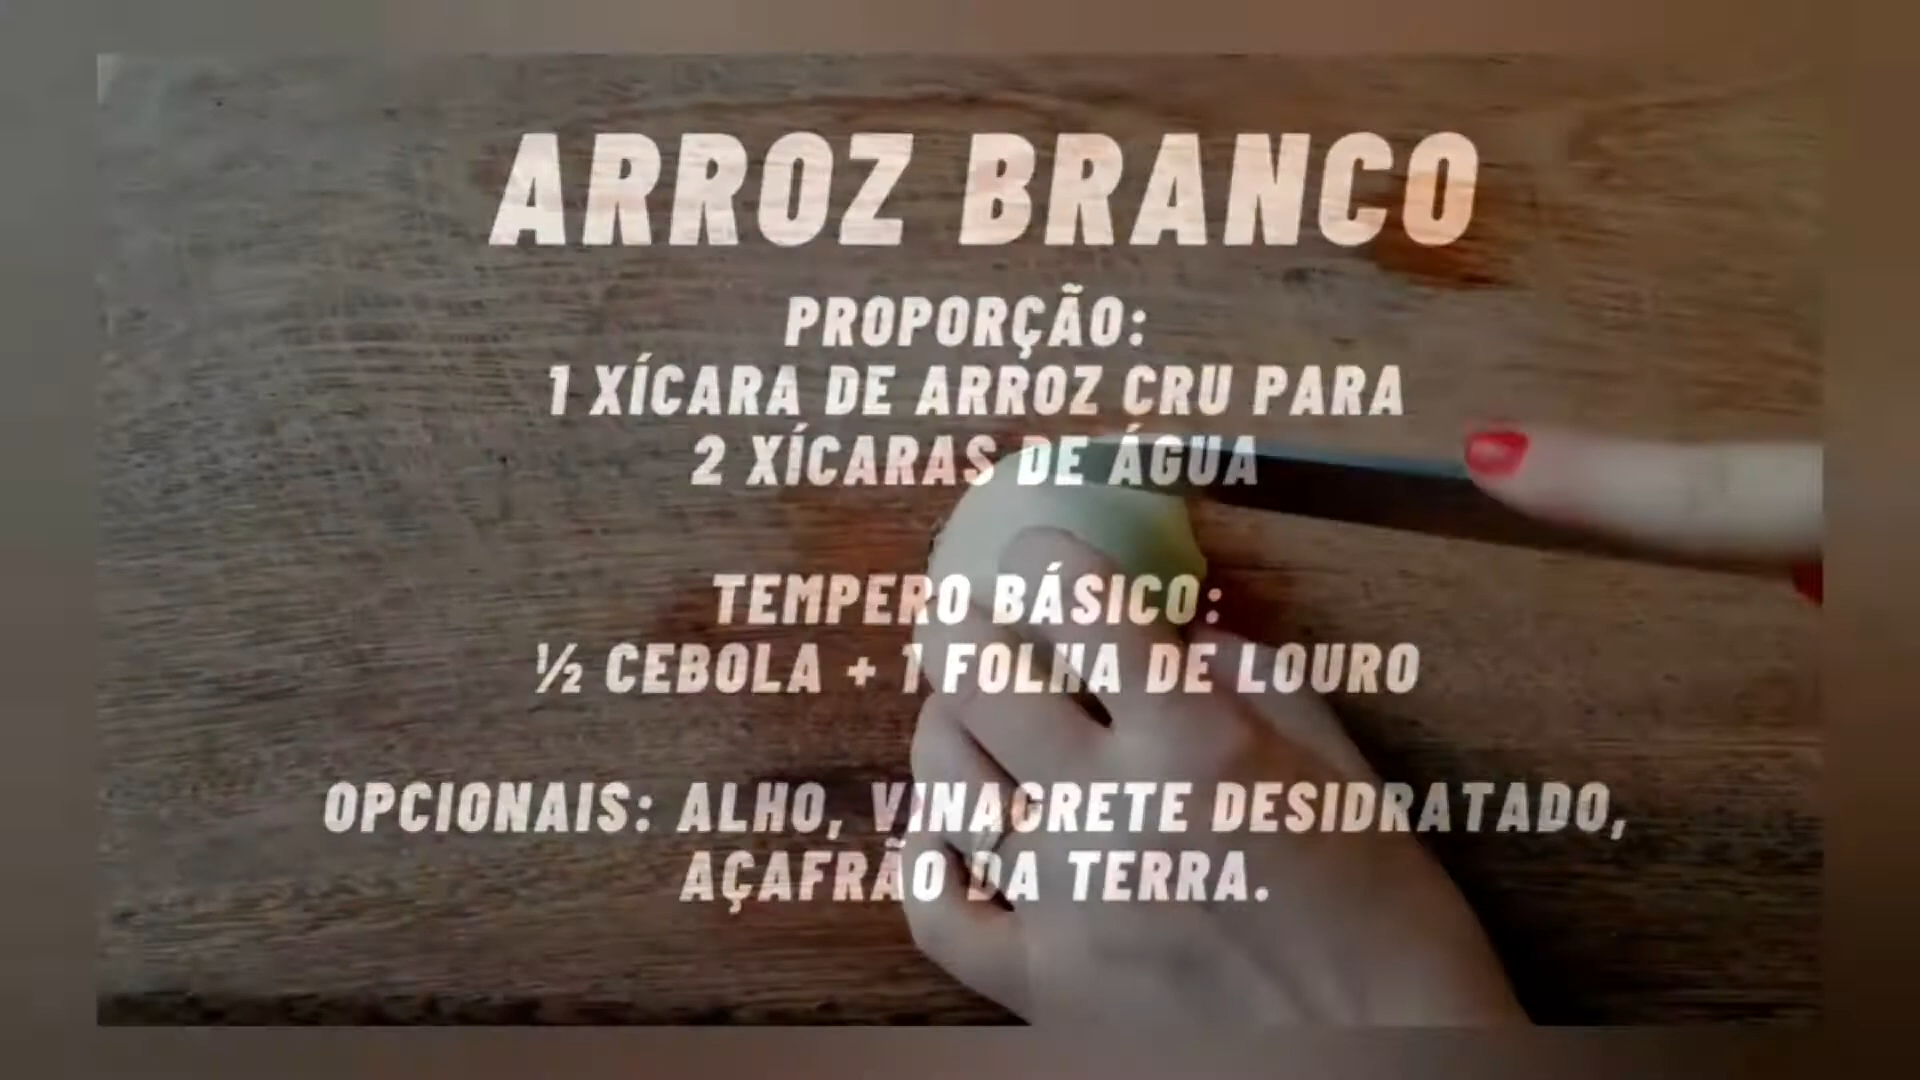 ARROZ BRANCO
PROPORÇÃO:
1 XÍCARA DE ARROZ CRU PARA
2 XÍCARAS DE ÁGUA
TEMPERO BÁSICO:
½ CEBOLA + 1 FOLHA DE LOURO
OPCIONAIS: ALHO, VINAGRETE DESIDRATADO,
AÇAFRÃO DA TERRA.